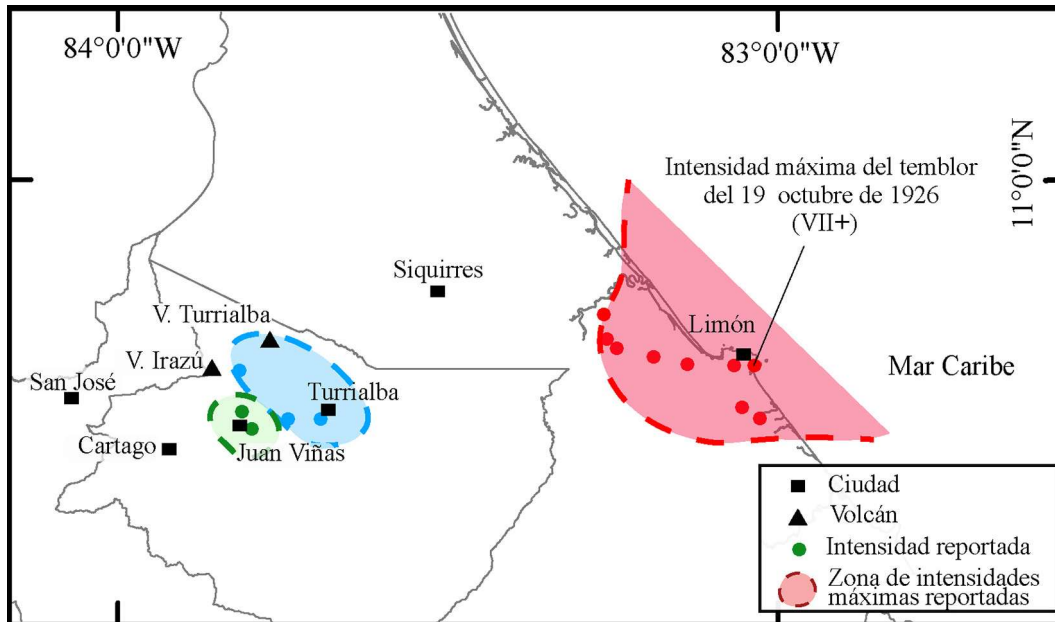 84°0'0"W
83°0'0"W
11°0'0"N
Intensidad máxima del temblor
del 19 octubre de 1926
(VII+)
Siquirres
V. Turrialba
Limón
V. Irazú
Mar Caribe
San José
Turrialba
Cartago
Juan Viñas
Ciudad
Volcán
Intensidad reportada
Zona de intensidades
máximas reportadas